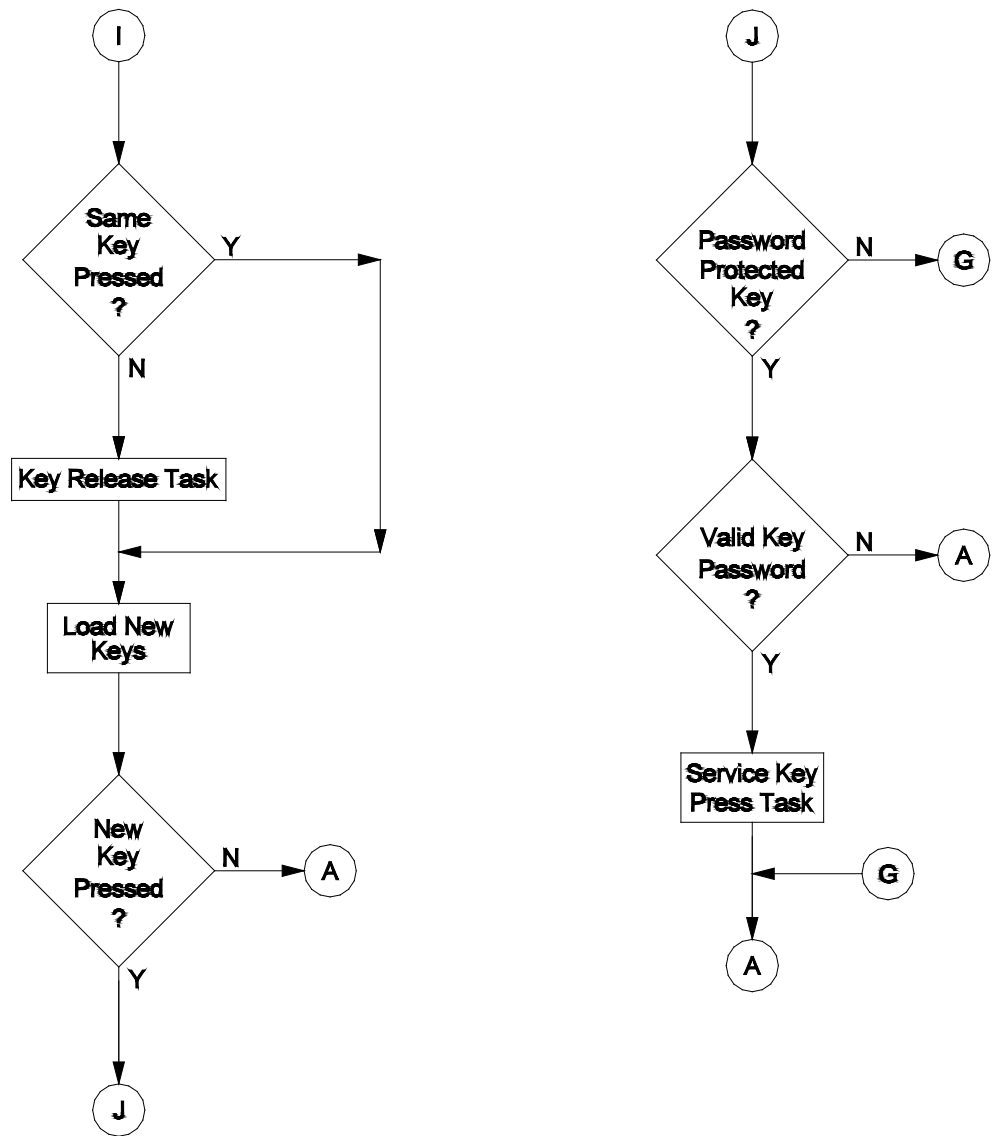 I
Same
Key
Pressed
?
Y
N
Key Release Task
Load New
Keys
New
Key
Pressed
?
N
A
Y
J
J
Password
Protected
Key
?
N
G
Y
Valid Key
Password
?
N
A
Y
Service Key
Press Task
G
A